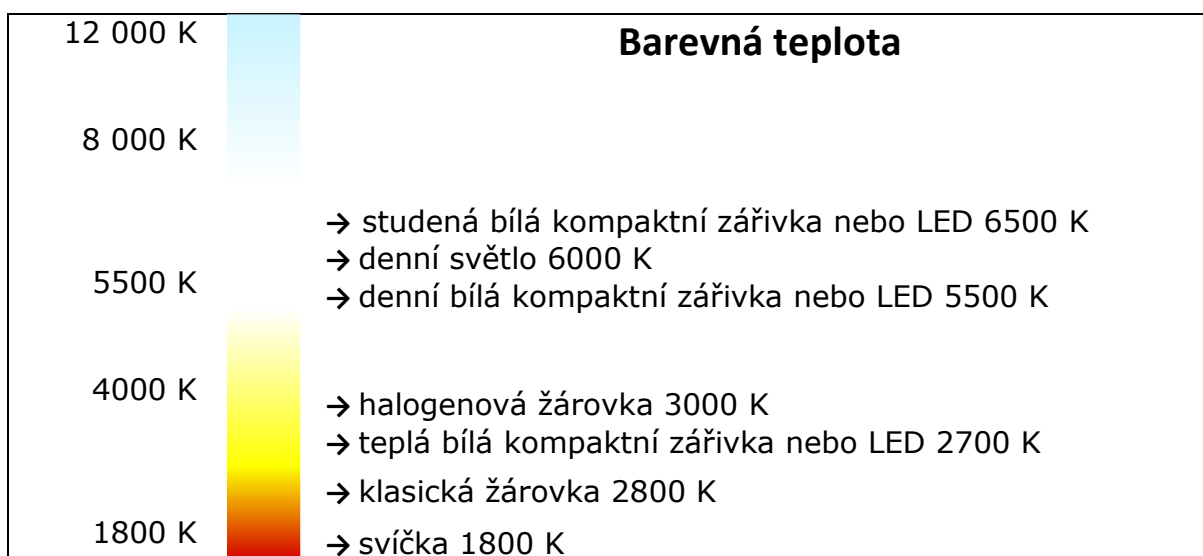 Barevná teplota
12 000 K
8 000 K
→ studená bílá kompaktní zářivka nebo LED 6500 K
→ denní světlo 6000 K
5500 K
→ denní bílá kompaktní zářivka nebo LED 5500 K
4000 K
→ halogenová žárovka 3000 K
→ teplá bílá kompaktní zářivka nebo LED 2700 K
→ klasická žárovka 2800 K
1800 K
→ svíčka 1800 K